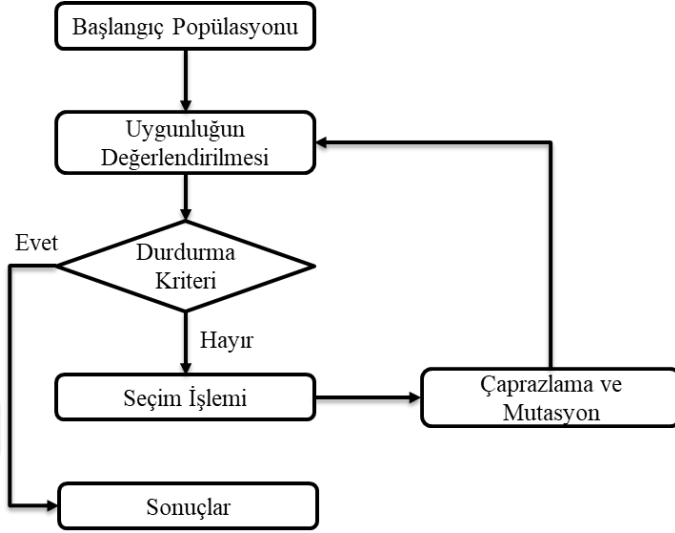 Başlangıç Popülasyonu
Uygunluğun
Değerlendirilmesi
Evet
Durdurma
Kriteri
Hayır
Seçim İşlemi
Çaprazlama ve
Mutasyon
Sonuçlar